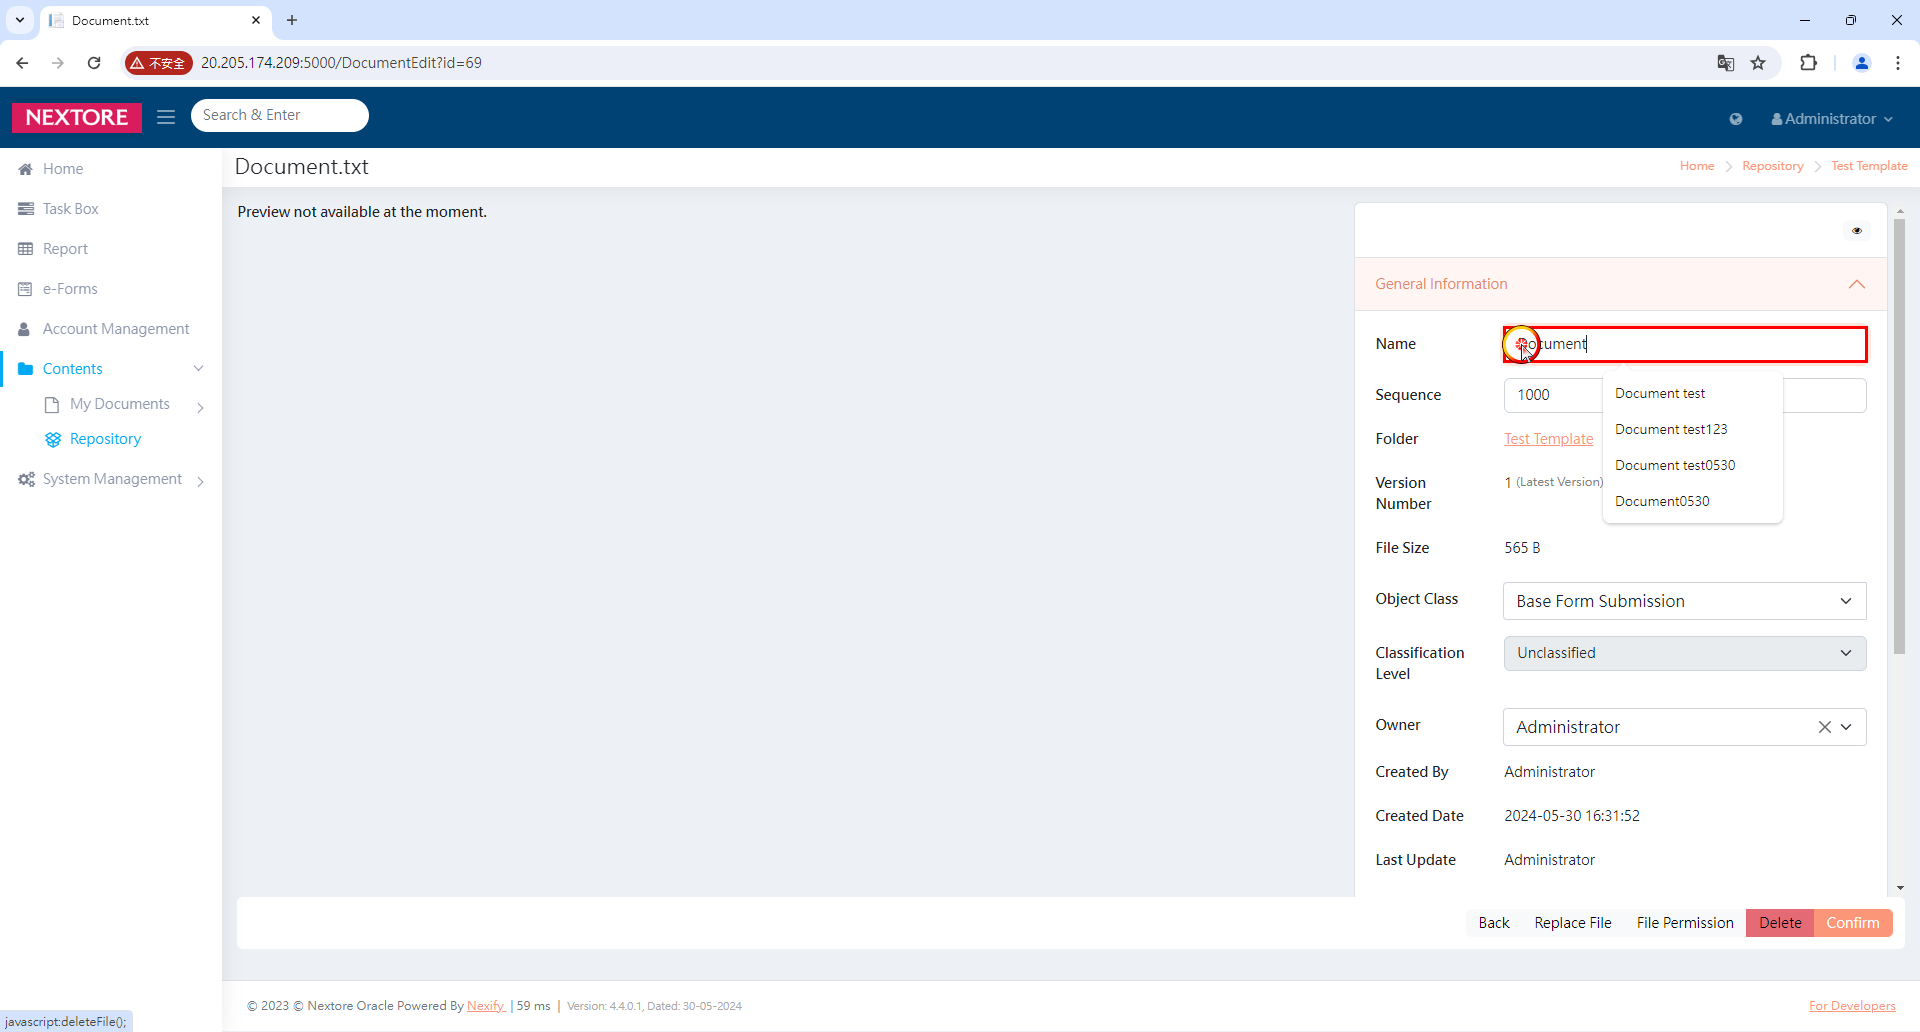 Document.txt
不安全
20.205.174.209:5000/DocumentEdit?id=69
NEXTORE
Search & Enter
Administrator
Home
Task Box
Report
e-Forms
Account Management
Contents
My Documents
Repository
System Management
Document.txt
Home
Repository
Test Template
Preview not available at the moment.
General Information
Name
Document
Document test
Document test123
Document test0530
Document0530
Sequence
1000
Folder
Test Template
Version
Number
1 (Latest Version)
File Size
565 B
Object Class
Base Form Submission
Classification
Level
Unclassified
Owner
Administrator
Created By
Administrator
Created Date
2024-05-30 16:31:52
Last Update
Administrator
Back
Replace File
File Permission
Delete
Confirm
© 2023 © Nextore Oracle Powered By Nexify | 59 ms | Version: 4.4.0.1, Dated: 30-05-2024
For Developers
javascript:deleteFile();